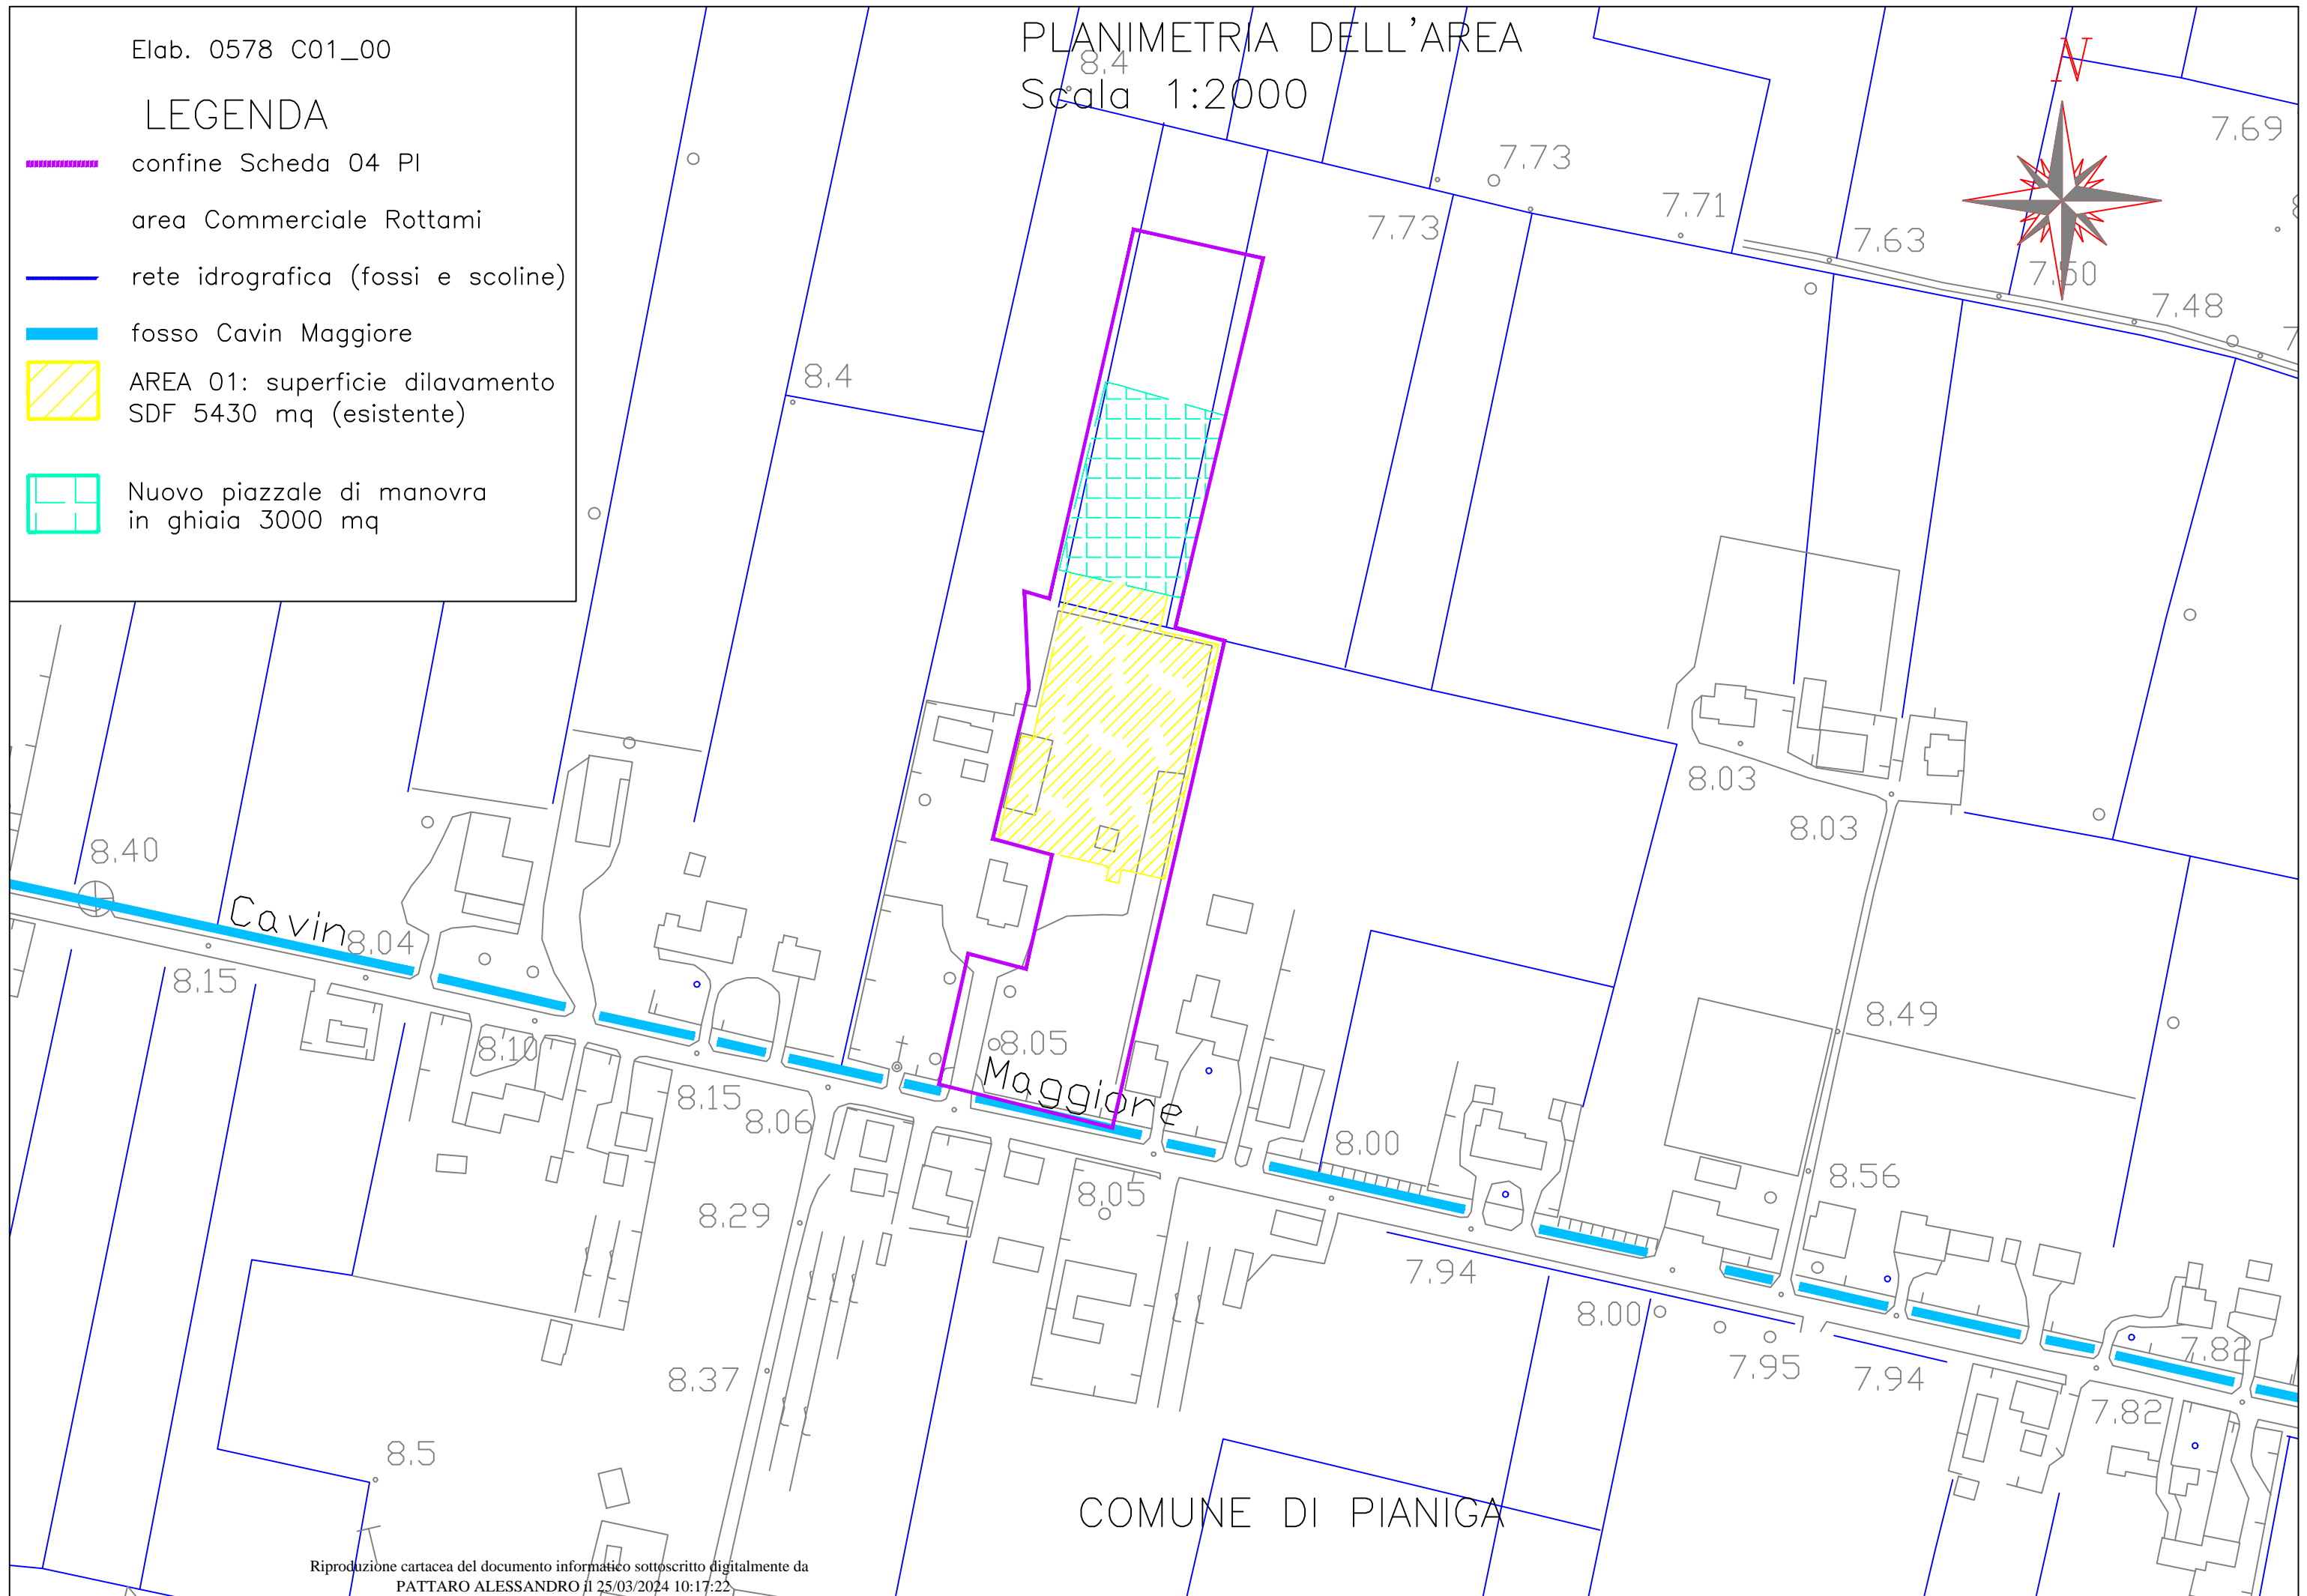 Elab. 0578 C01_00
LEGENDA
confine Scheda 04 PI
area Commerciale Rottami
rete idrografica (fossi e scoline)
fosso Cavin Maggiore
AREA 01: superficie dilavamento
SDF 5430 mq (esistente)
Nuovo piazzale di manovra
in ghiaia 3000 mq
PLANIMETRIA DELL'AREA
Scala 1:2000
N
8.4
7.73
7.73
7.71
7.63
7.50
7.48
7.69
8.4
8.40
Cavin
8.04
8.15
8.10
8.15
8.06
8.05
Maggiore
8.05
8.00
8.03
8.03
8.49
8.56
8.29
8.37
8.5
7.94
8.00
7.95
7.94
7.82
7.82
COMUNE DI PIANIGA
Riproduzione cartacea del documento informatico sottoscritto digitalmente da
PATTARO ALESSANDRO il 25/03/2024 10:17:22